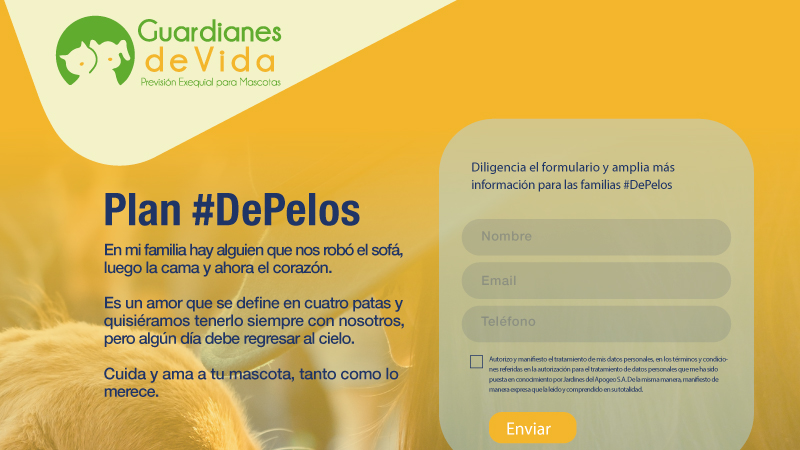 Guardianes
deVida
Previsión Exequial para Mascotas
Plan #DePelos
En mi familia hay alguien que nos robó el sofá,
luego la cama y ahora el corazón.
Es un amor que se define en cuatro patas y
quisiéramos tenerlo siempre con nosotros,
pero algún día debe regresar al cielo.
Cuida y ama a tu mascota, tanto como lo
merece.
Diligencia el formulario y amplia más
información para las familias #DePelos
Nombre
Email
Teléfono
Autorizo y manifiesto el tratamiento de mis datos personales, en los términos y condicio-
nes referidas en la autorización para el tratamiento de datos personales que me ha sido
puesta en conocimiento por Jardines del Apogeo S.A. De la misma manera, manifiesto de
manera expresa que la leído y comprendido en su totalidad.
Enviar